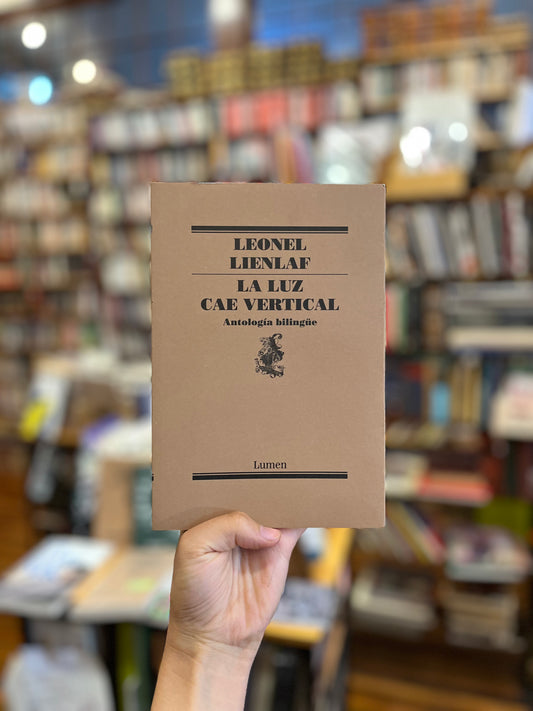 LEONEL
LIENLAF
LA LUZ
CAE VERTICAL
Antología bilingüe
Lumen